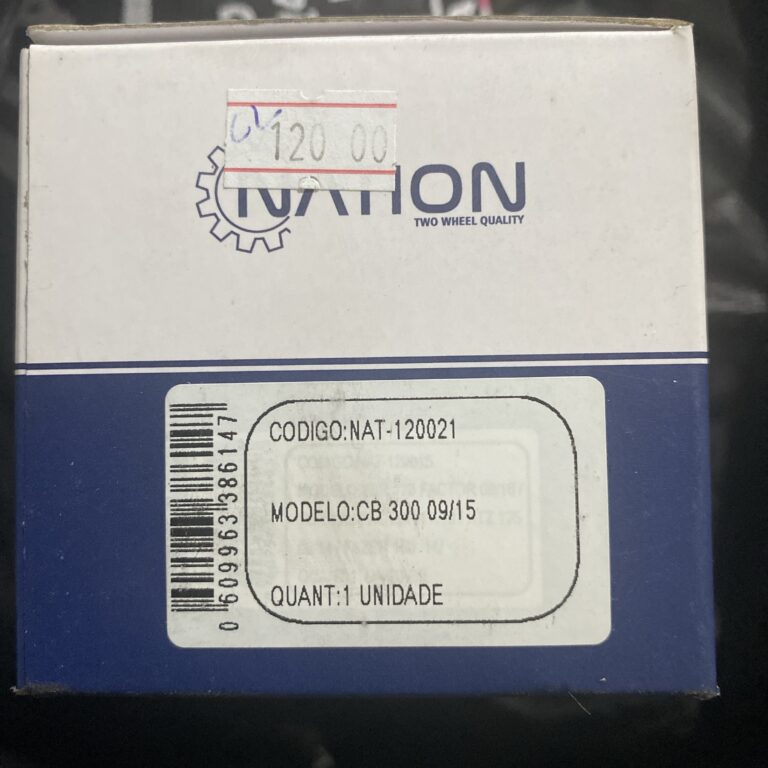 120 00
NATION
TWO WHEEL QUALITY
CODIGO:NAT-120021
MODELO:CB 300 09/15
QUANT:1 UNIDADE
0 609963 386147